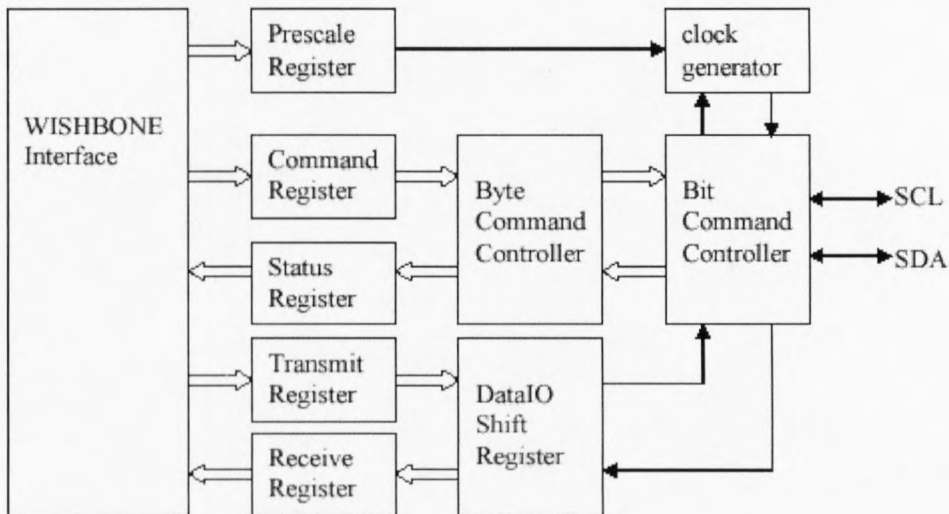 Prescale
Register
clock
generator
WISHBONE
Interface
Command
Register
Byte
Command
Controller
Bit
Command
Controller
SCL
SDA
Status
Register
Transmit
Register
DataIO
Shift
Register
Receive
Register